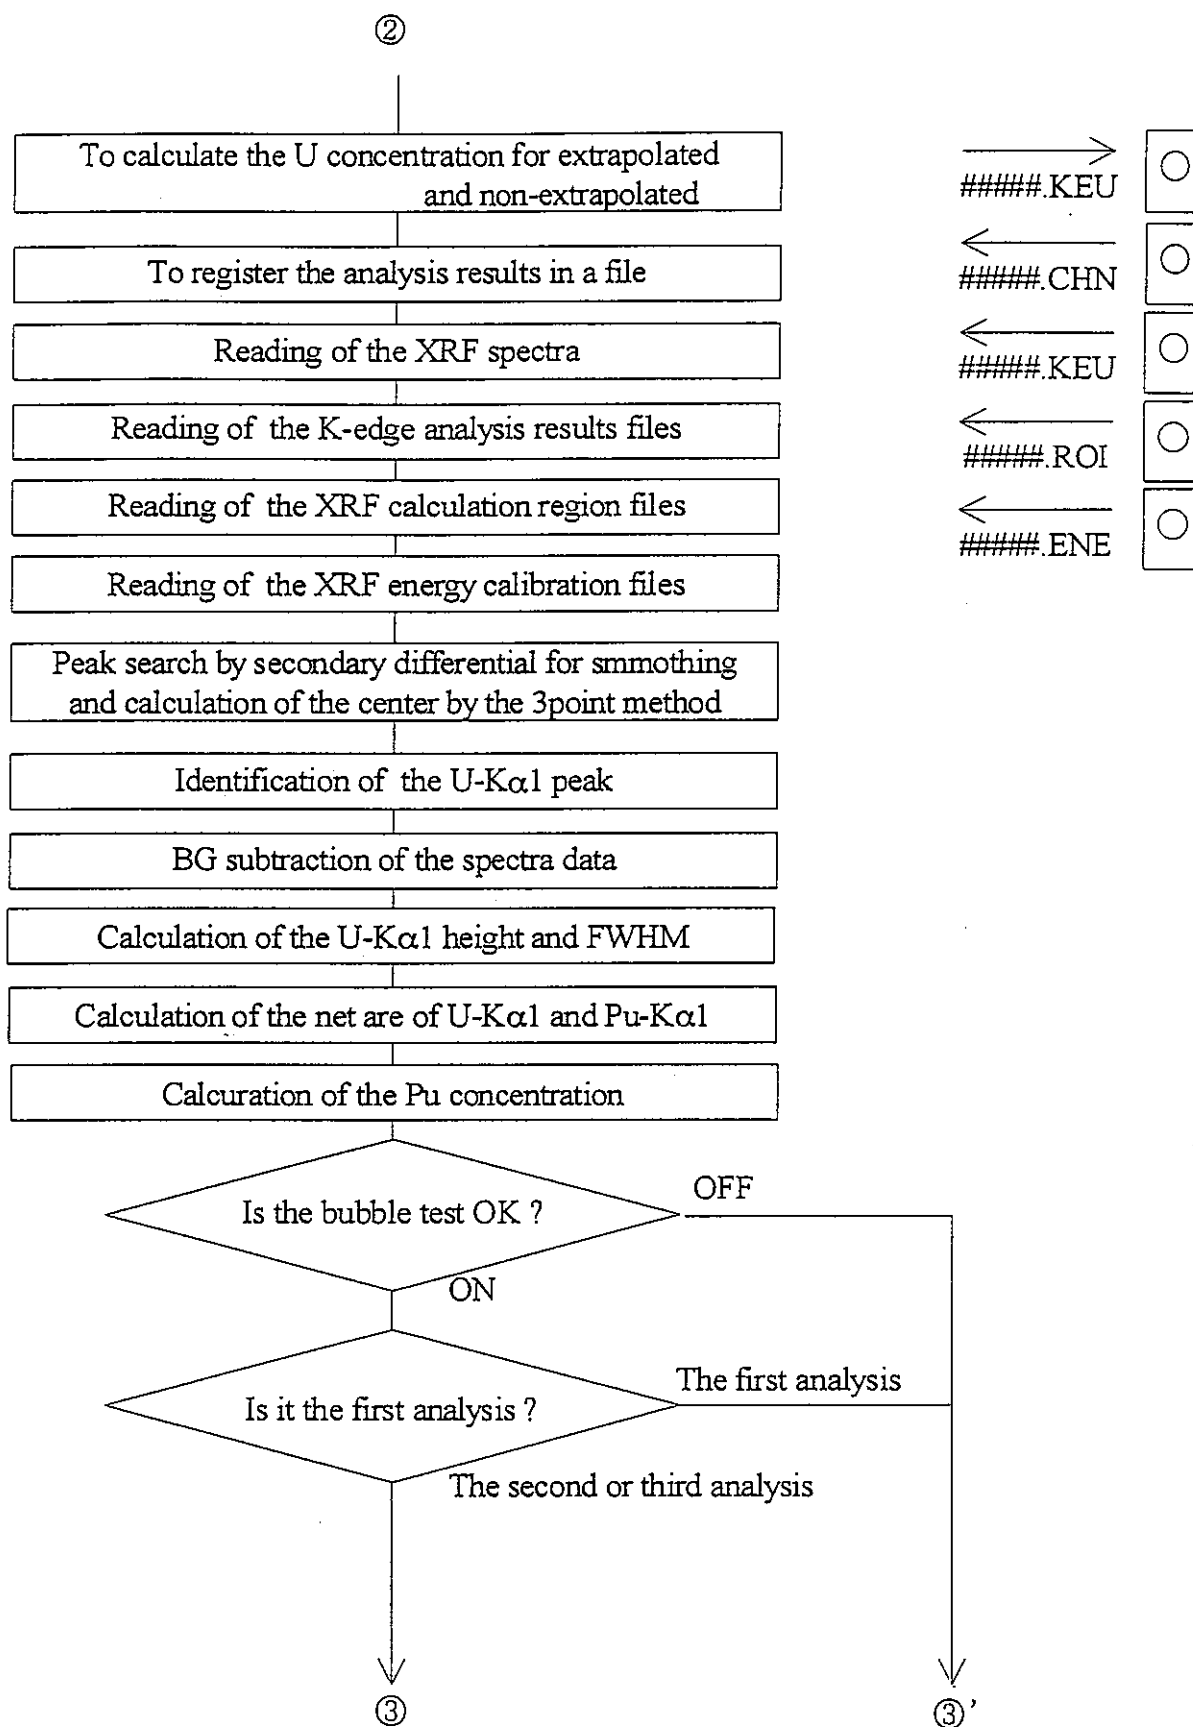 ②
To calculate the U concentration for extrapolated
and non-extrapolated
#####.KEU
To register the analysis results in a file
#####.CHN
Reading of the XRF spectra
#####.KEU
Reading of the K-edge analysis results files
#####.ROI
Reading of the XRF calculation region files
#####.ENE
Reading of the XRF energy calibration files
Peak search by secondary differential for smmothing
and calculation of the center by the 3point method
Identification of the U-Kα1 peak
BG subtraction of the spectra data
Calculation of the U-Kα1 height and FWHM
Calculation of the net are of U-Kα1 and Pu-Kα1
Calcuration of the Pu concentration
Is the bubble test OK ?
OFF
ON
Is it the first analysis ?
The first analysis
The second or third analysis
③
③'